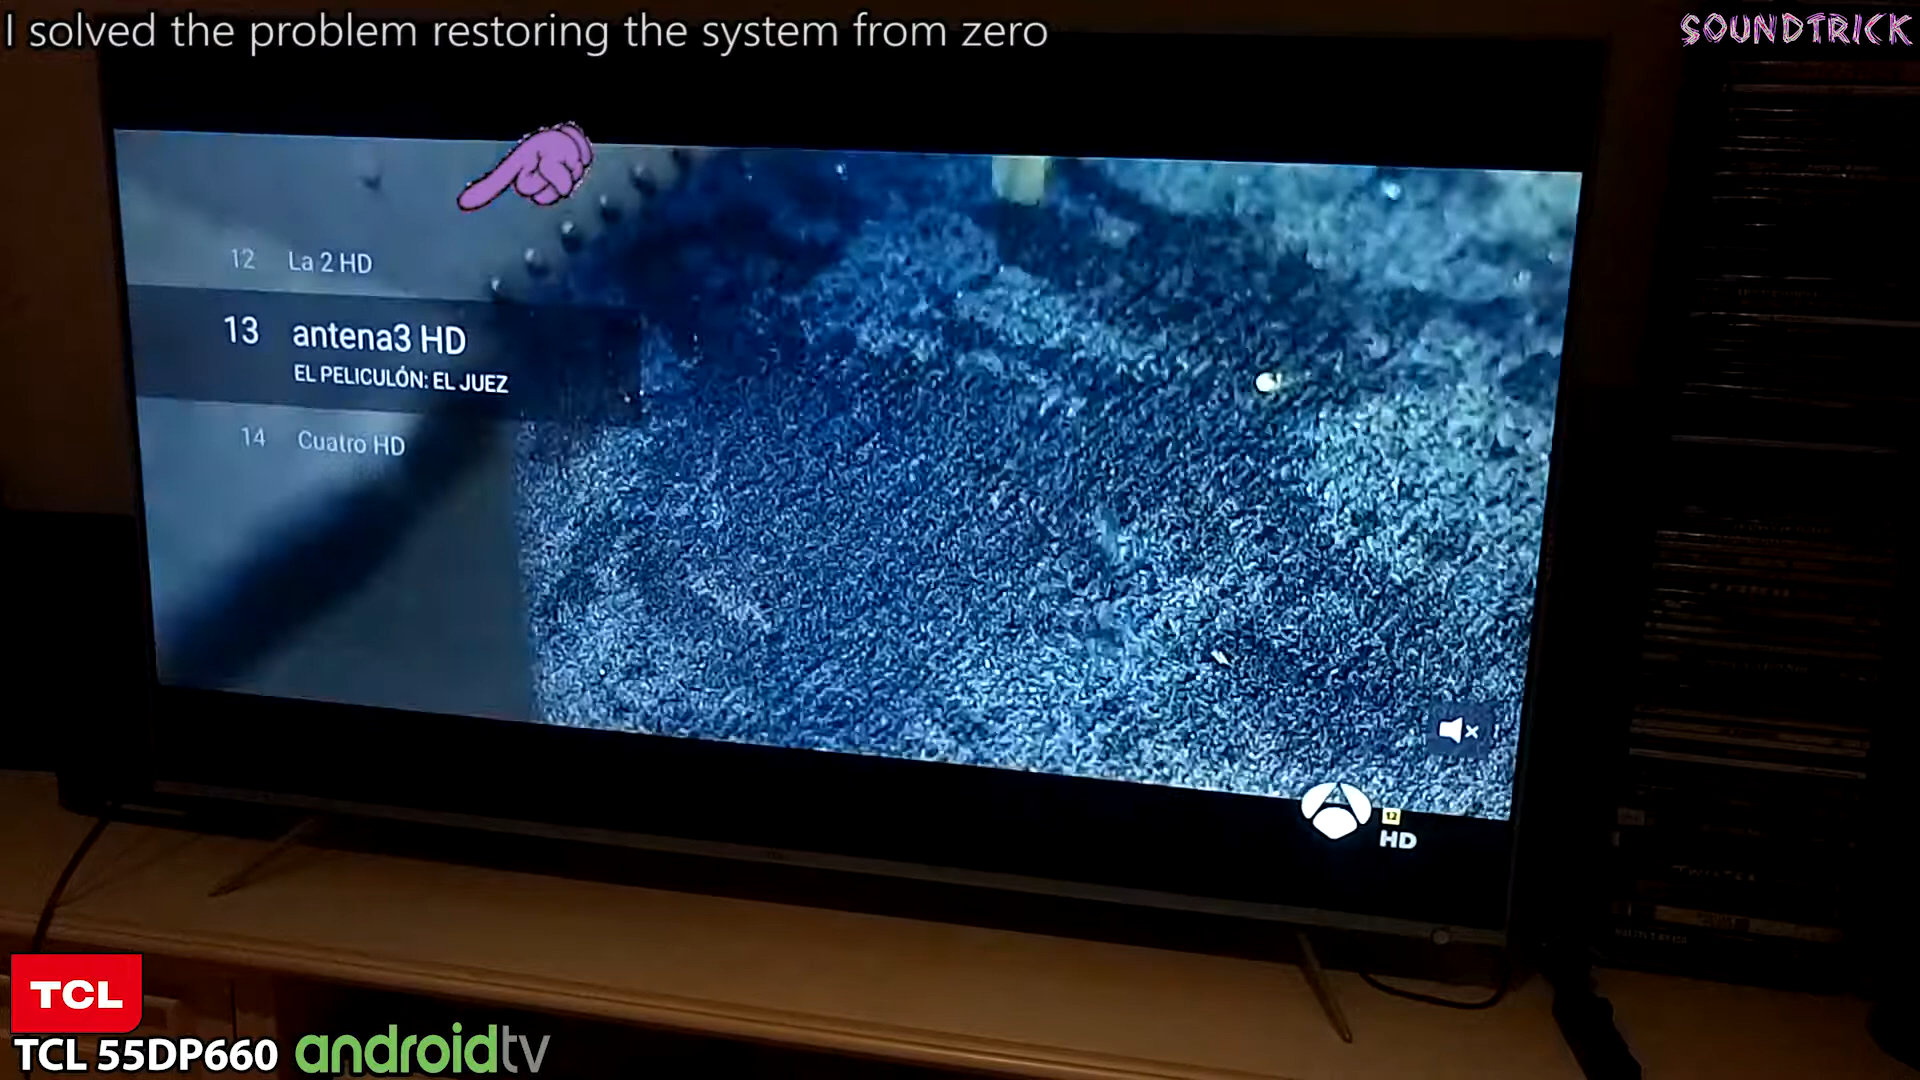 I solved the problem restoring the system from zero
SOUNDTRICK
12 La 2 HD
13 antena3 HD
EL PELICULÓN: EL JUEZ
14 Cuatro HD
12
HD
TCL
TCL 55DP660 androidtv